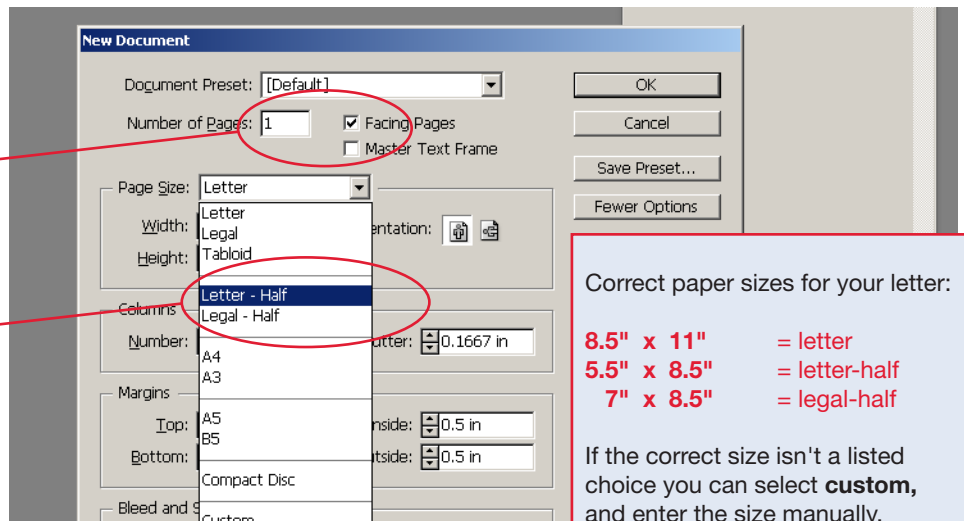 New Document
Document Preset: [Default]
OK
Number of Pages: 1
Facing Pages
Cancel
Master Text Frame
Save Preset...
Page Size: Letter
Fewer Options
Letter
Legal
Tabloid
Letter - Half
Legal - Half
A4
A3
A5
B5
Compact Disc
Custom
Width:
entation:
Height:
Columns
Number:
0.1667 in
Margins
Top:
nside: 0.5 in
Bottom:
tside: 0.5 in
Bleed and S
Correct paper sizes for your letter:
8.5" x 11" = letter
5.5" x 8.5" = letter-half
7" x 8.5" = legal-half
If the correct size isn't a listed
choice you can select custom,
and enter the size manually.